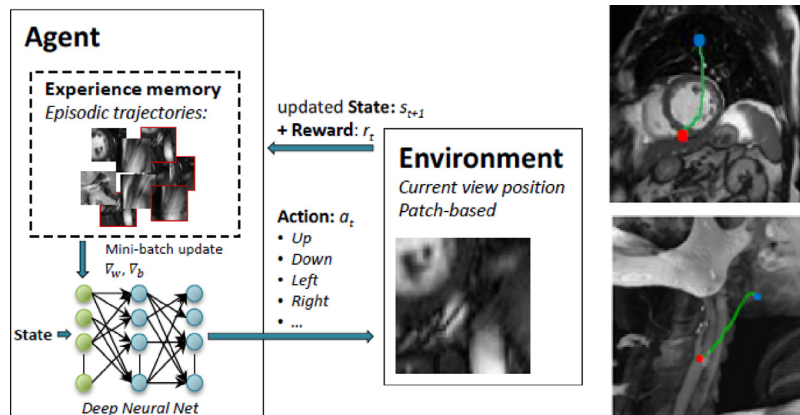 Agent
Experience memory
Episodic trajectories:
Mini-batch update
∇w, ∇b
State
Deep Neural Net
updated State: st+1
+ Reward: rt
Action: at
• Up
• Down
• Left
• Right
• ...
Environment
Current view position
Patch-based